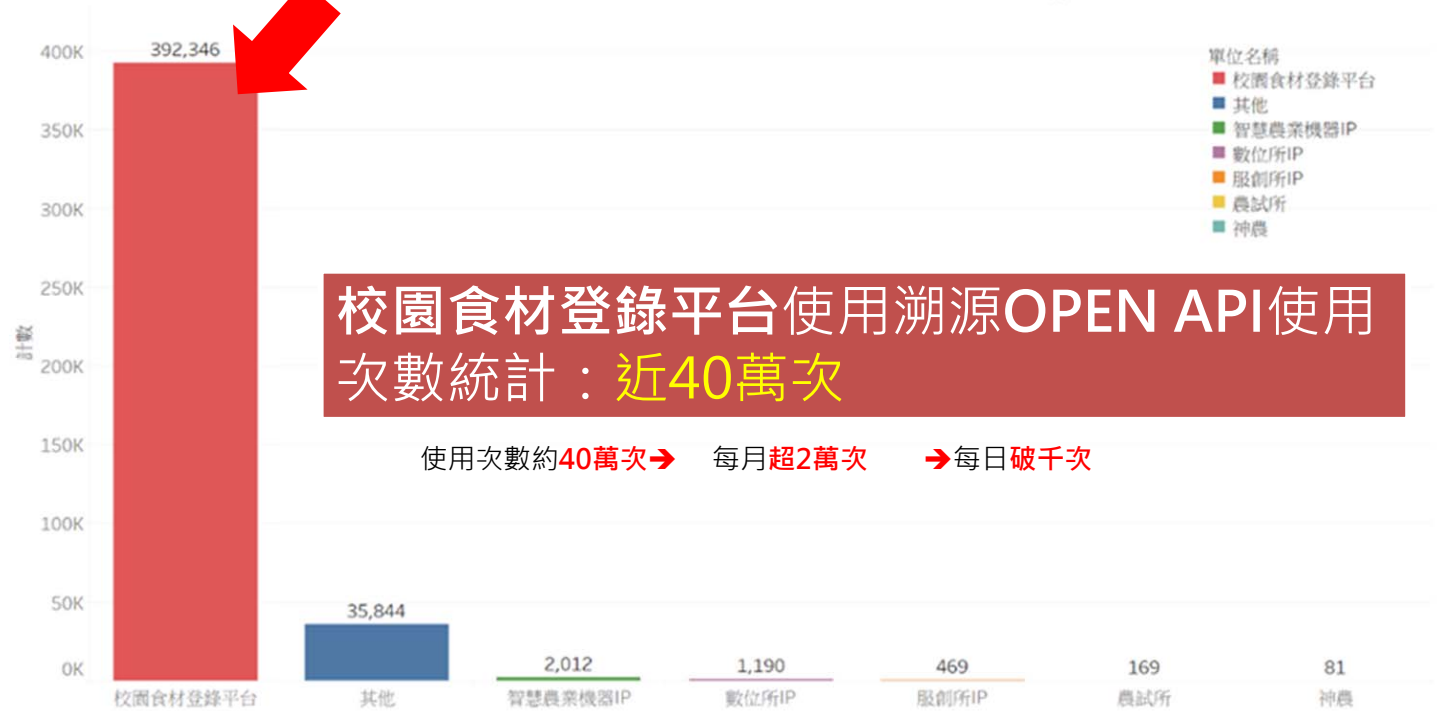 400K
350K
300K
250K
200K
150K
100K
50K
0K
計數
392,346
35,844
2,012
1,190
469
169
81
單位名稱
校園食材登錄平台
其他
智慧農業機器IP
數位所IP
服創所IP
農試所
神農
校園食材登錄平台使用溯源OPEN API使用
次數統計：近40萬次
使用次數約40萬次➔ 每月超2萬次 ➔每日破千次
校園食材登錄平台
其他
智慧農業機器IP
數位所IP
服創所IP
農試所
神農